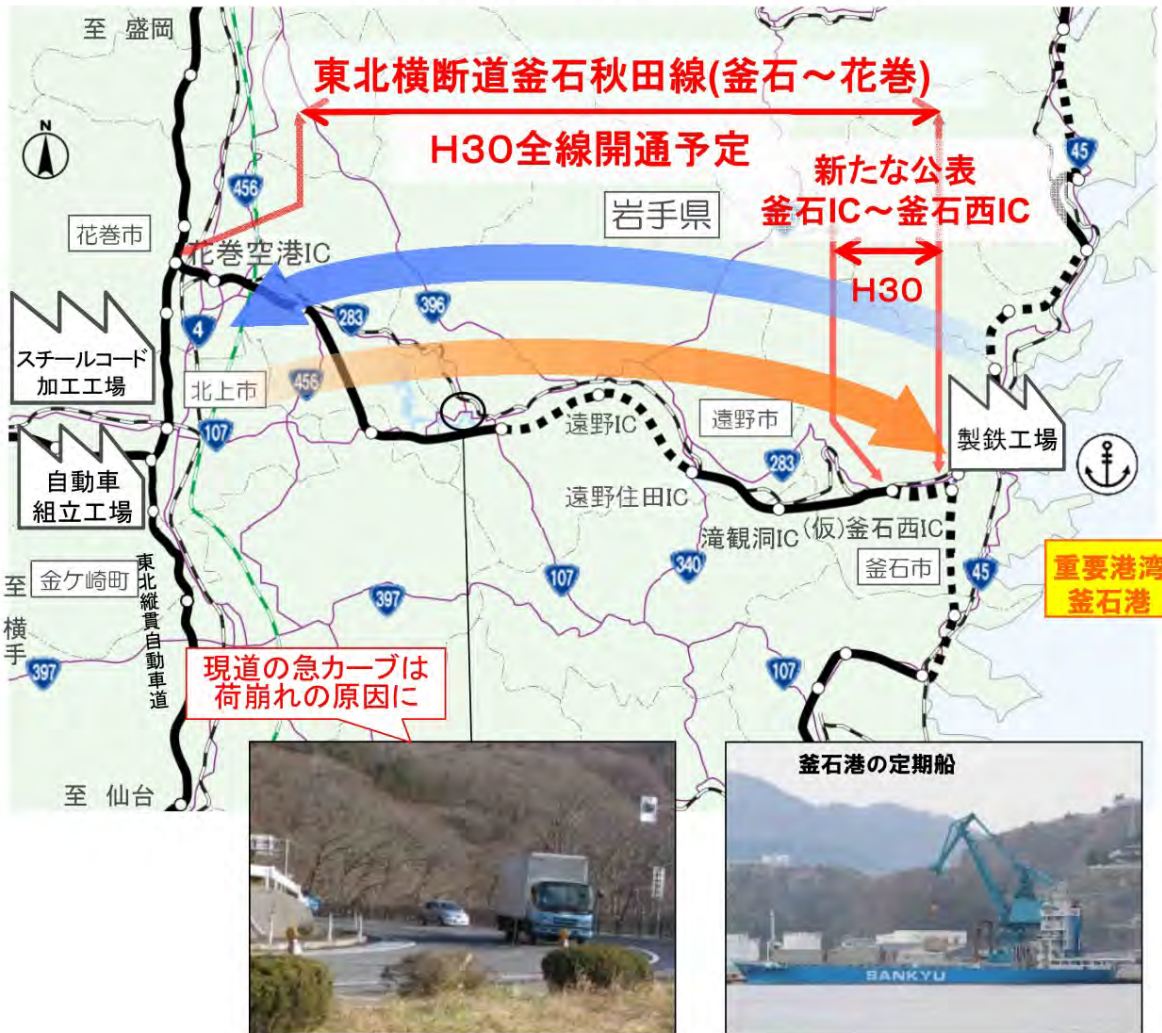 至 盛岡
東北横断道釜石秋田線(釜石～花巻)
H30全線開通予定
新たな公表
釜石IC～釜石西IC
H30
N
45
456
岩手県
花巻市
花巻空港IC
4
283
396
スチールコード
加工工場
北上市
456
107
自動車
組立工場
遠野IC
遠野市
283
製鉄工場
遠野住田IC
滝観洞IC
(仮)釜石西IC
釜石市
340
107
45
重要港湾
釜石港
金ケ崎町
至
横手
397
東北縦貫自動車道
397
107
現道の急カーブは
荷崩れの原因に
至 仙台
釜石港の定期船
SANKYU